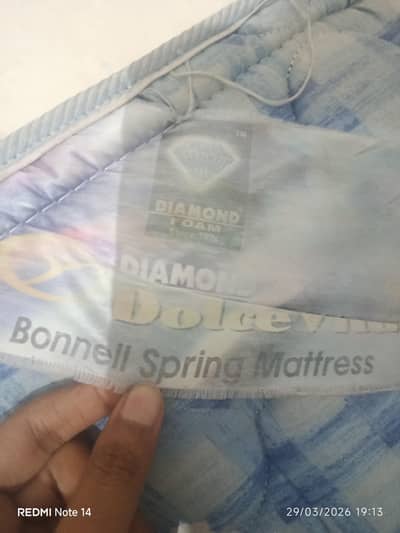 DIAMOND
FOAM
DIAMOND
Bonnell Spring Mattress
REDMI Note 14
29/03/2026 19:13